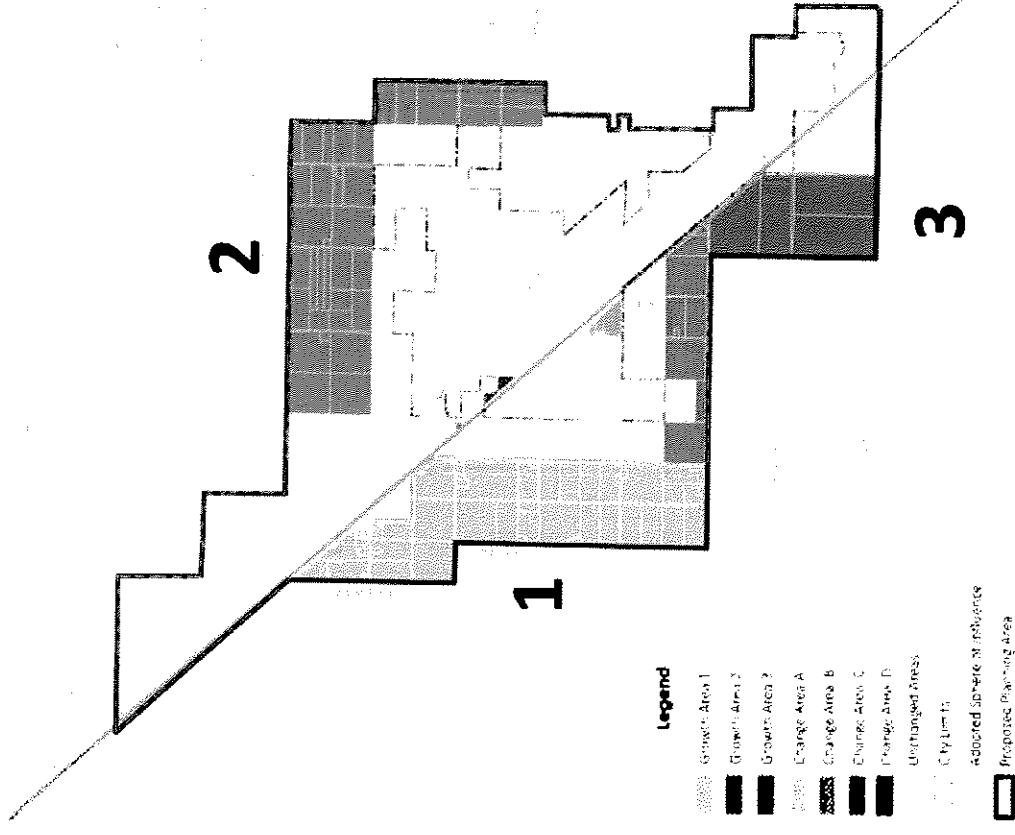 2
3
1
Legend
Growth Area 1
Growth Area 2
Growth Area 3
Change Area A
Change Area B
Change Area C
Change Area D
Unchanged Areas
City Limits
Adopted Sphere of Influence
Proposed Planning Area